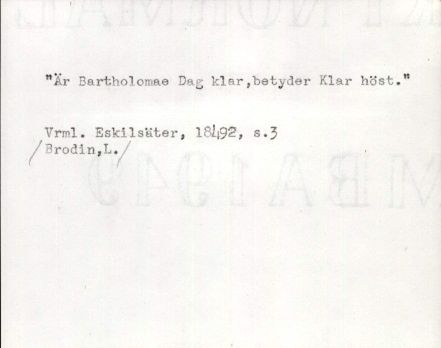 "Är Bartholomae Dag klar,betyder Klar höst."
Vrml. Eskilsäter, 18492, s.3
/Brodin,L./